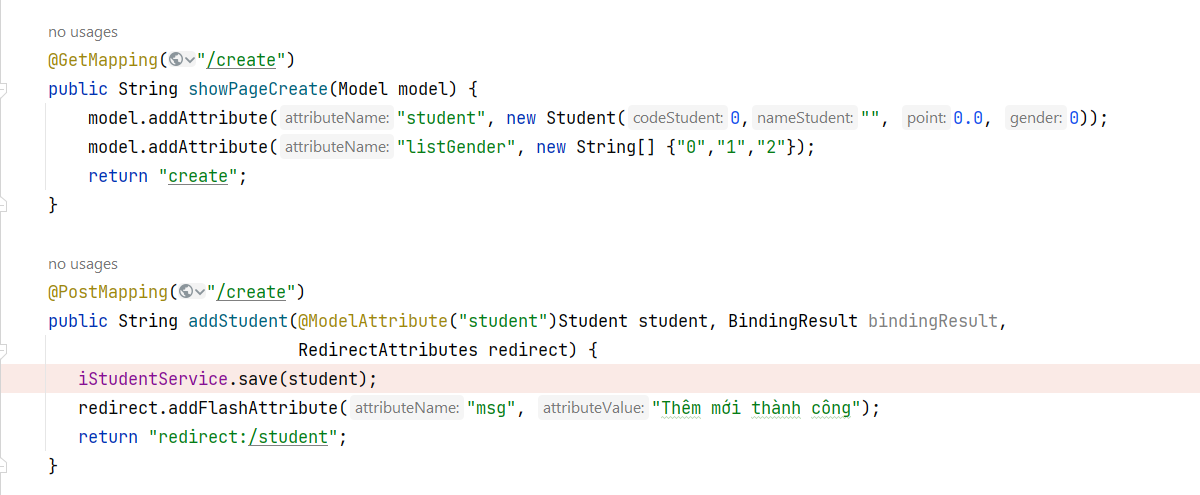 no usages
@GetMapping("/create")
public String showPageCreate(Model model) {
model.addAttribute( attributeName: "student", new Student( codeStudent: 0, nameStudent: "", point: 0.0, gender: 0));
model.addAttribute( attributeName: "listGender", new String[] {"0","1","2"});
return "create";
}
no usages
@PostMapping("/create")
public String addStudent(@ModelAttribute("student")Student student, BindingResult bindingResult,
RedirectAttributes redirect) {
iStudentService.save(student);
redirect.addFlashAttribute( attributeName: "msg", attributeValue: "Thêm mới thành công");
return "redirect:/student";
}